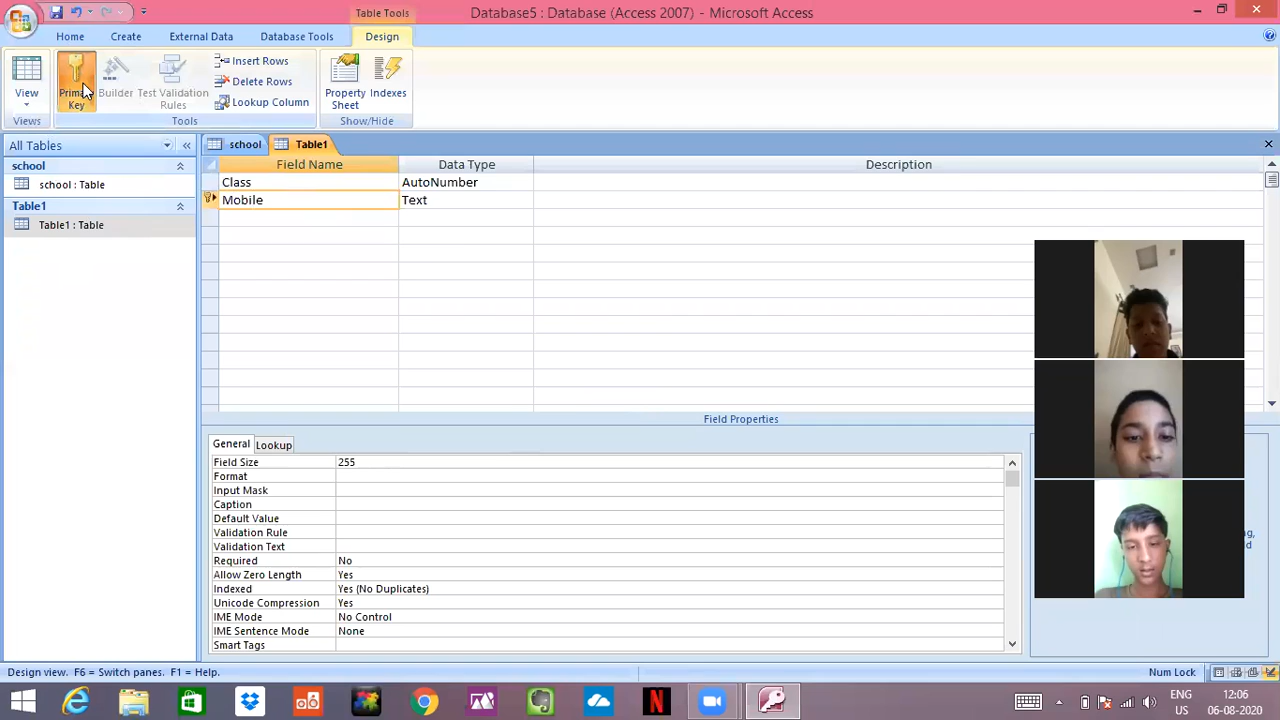 Table Tools
Database5 : Database (Access 2007) - Microsoft Access
Home
Create
External Data
Database Tools
Design
View
Primary Key
Builder
Test Validation
Rules
Insert Rows
Delete Rows
Lookup Column
Property
Sheet
Indexes
Views
Tools
Show/Hide
All Tables
school
Table1
school
school : Table
Table1
Table1 : Table
Field Name
Data Type
Description
Class
AutoNumber
Mobile
Text
Field Properties
General
Lookup
Field Size
255
Format
Input Mask
Caption
Default Value
Validation Rule
Validation Text
Required
No
Allow Zero Length
Yes
Indexed
Yes (No Duplicates)
Unicode Compression
Yes
IME Mode
No Control
IME Sentence Mode
None
Smart Tags
Design view. F6 = Switch panes. F1 = Help.
Num Lock
ENG
US
12:06
06-08-2020